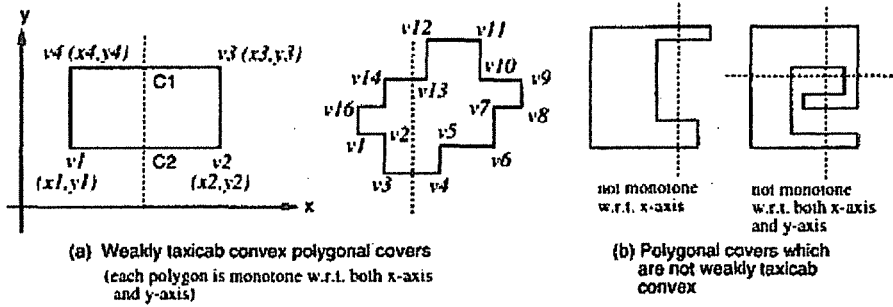 y
v4 (x4,y4)
v3 (x3,y3)
C1
C2
v1
(x1,y1)
v2
(x2,y2)
x
v12
v11
v14
v13
v10
v9
v16
v2
v7
v8
v1
v5
v6
v3
v4
not monotone
w.r.t. x-axis
not monotone
w.r.t. both x-axis
and y-axis
(a) Weakly taxicab convex polygonal covers
(each polygon is monotone w.r.t. both x-axis
and y-axis)
(b) Polygonal covers which
are not weakly taxicab
convex